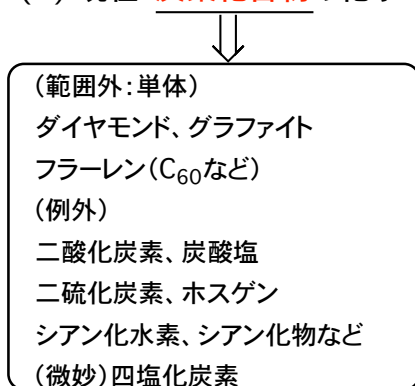 (範囲外:単体)
ダイヤモンド、グラファイト
フラーレン(C60など)
(例外)
二酸化炭素、炭酸塩
二硫化炭素、ホスゲン
シアン化水素、シアン化物など
(微妙)四塩化炭素